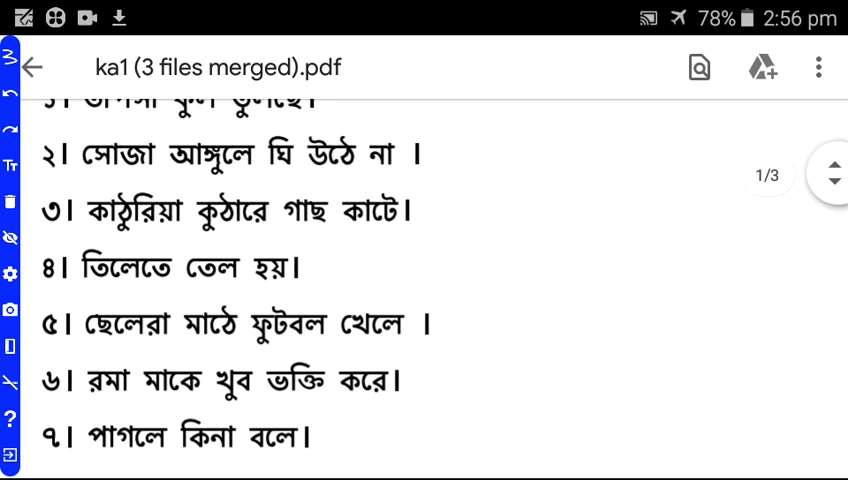 78% 2:56 pm
ka1 (3 files merged).pdf
২। সোজা আঙ্গুলে ঘি উঠে না ।
1/3
৩। কাঠুরিয়া কুঠারে গাছ কাটে।
৪। তিলেতে তেল হয়।
৫। ছেলেরা মাঠে ফুটবল খেলে ।
৬। রমা মাকে খুব ভক্তি করে।
৭। পাগলে কিনা বলে।